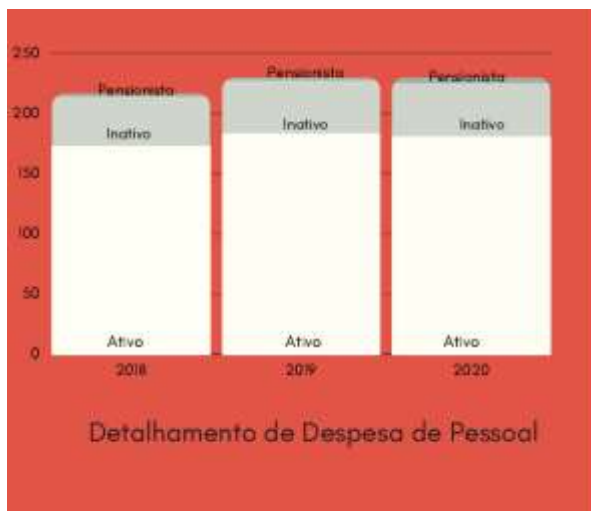 250
Pensionista Pensionista Pensionista
200
Inativo Inativo Inativo
150
100
50
Ativo Ativo Ativo
0
2018 2019 2020
Detalhamento de Despesa de Pessoal